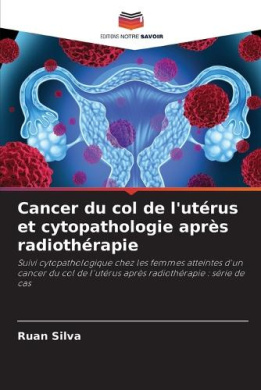 EDITIONS NOTRE SAVOIR
Cancer du col de l'utérus
et cytopathologie après
radiothérapie
Suivi cytopathologique chez les femmes atteintes d'un
cancer du col de l'utérus après radiothérapie : série de
cas
Ruan Silva